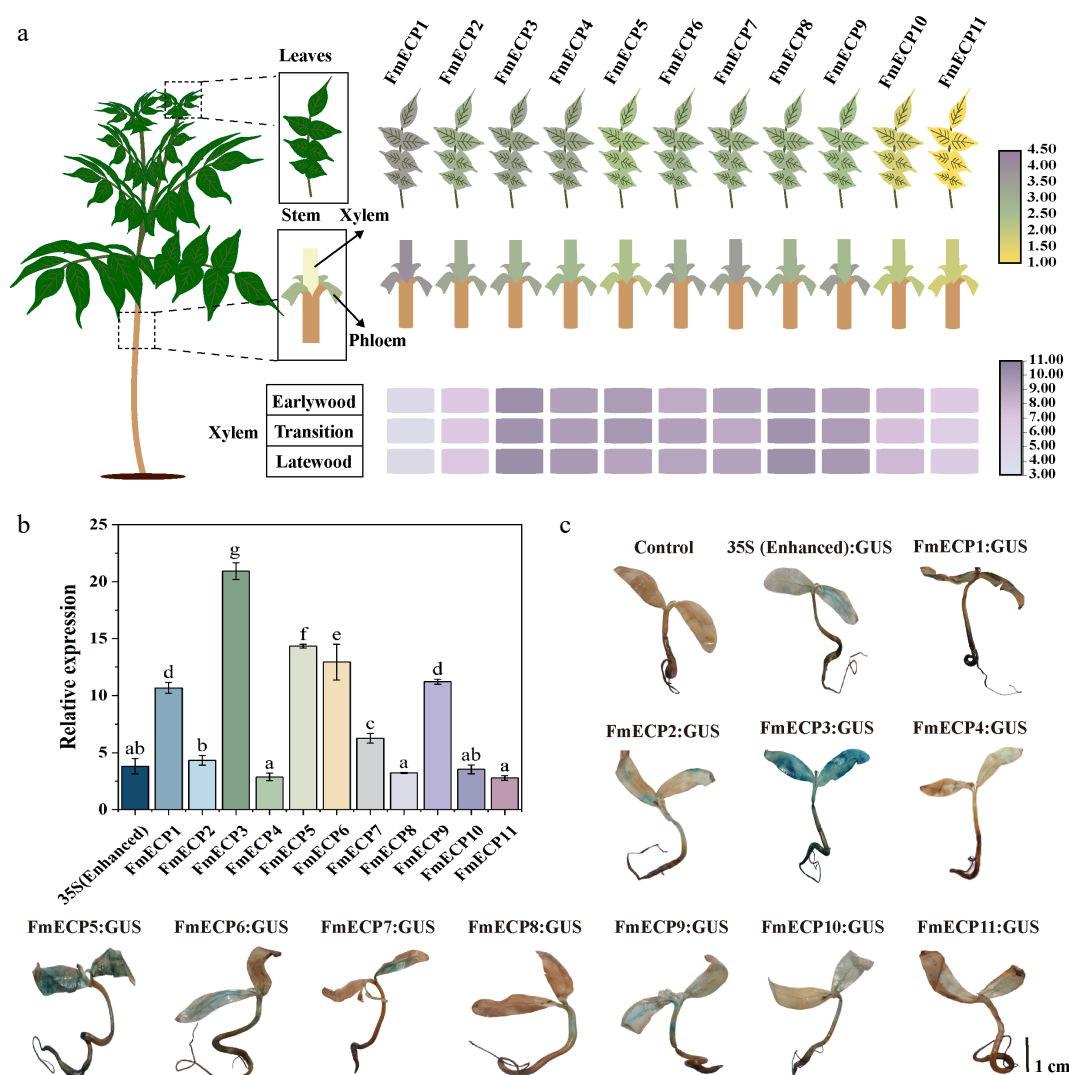 a
Leaves
FmECP1 FmECP2 FmECP3 FmECP4 FmECP5 FmECP6 FmECP7 FmECP8 FmECP9 FmECP10 FmECP11
4.50
4.00
3.50
3.00
2.50
2.00
1.50
1.00
Stem Xylem
Phloem
Xylem
Earlywood
Transition
Latewood
11.00
10.00
9.00
8.00
7.00
6.00
5.00
4.00
3.00
b
Relative expression
25
20
15
10
5
0
ab d b g a f e c a d ab a
35S(Enhanced) FmECP1 FmECP2 FmECP3 FmECP4 FmECP5 FmECP6 FmECP7 FmECP8 FmECP9 FmECP10 FmECP11
c
Control 35S (Enhanced):GUS FmECP1:GUS
FmECP2:GUS FmECP3:GUS FmECP4:GUS
FmECP5:GUS FmECP6:GUS FmECP7:GUS FmECP8:GUS FmECP9:GUS FmECP10:GUS FmECP11:GUS
1 cm